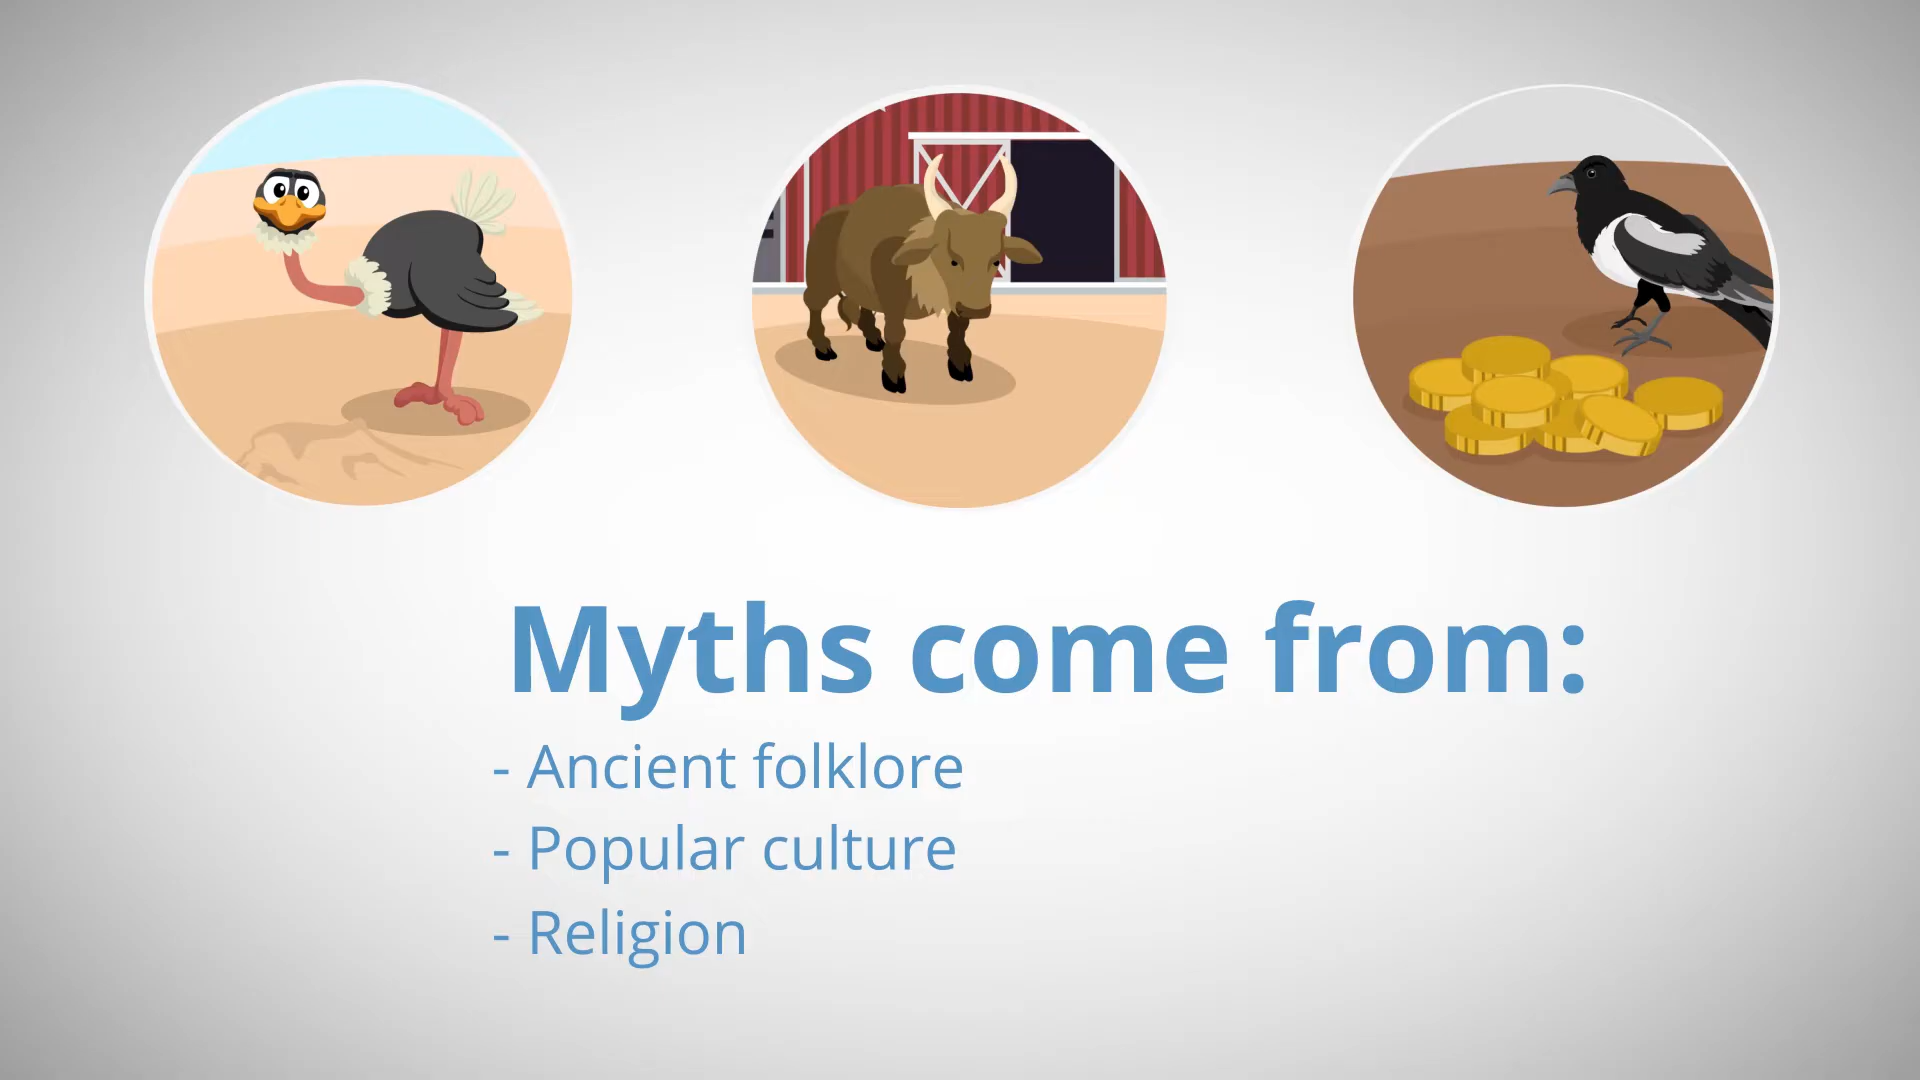 Myths come from:
- Ancient folklore
- Popular culture
- Religion